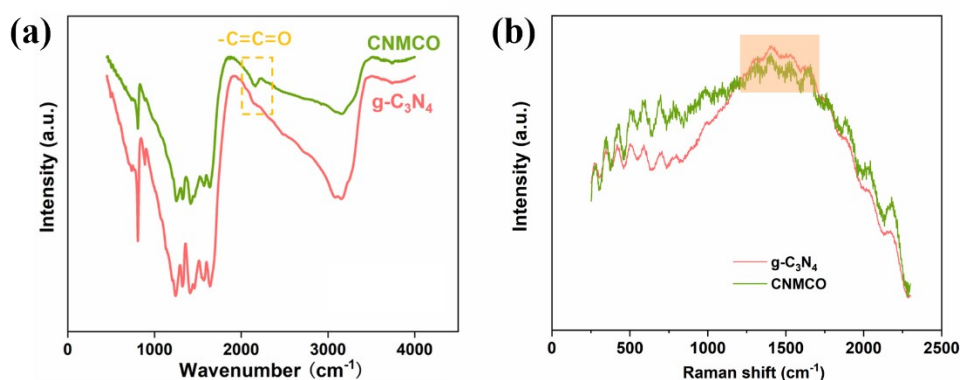 (a)
-C=C=O
CNMCO
g-C₃N₄
Intensity (a.u.)
0 1000 2000 3000 4000
Wavenumber (cm⁻¹)
(b)
Intensity (a.u.)
g-C₃N₄
CNMCO
0 500 1000 1500 2000 2500
Raman shift (cm⁻¹)